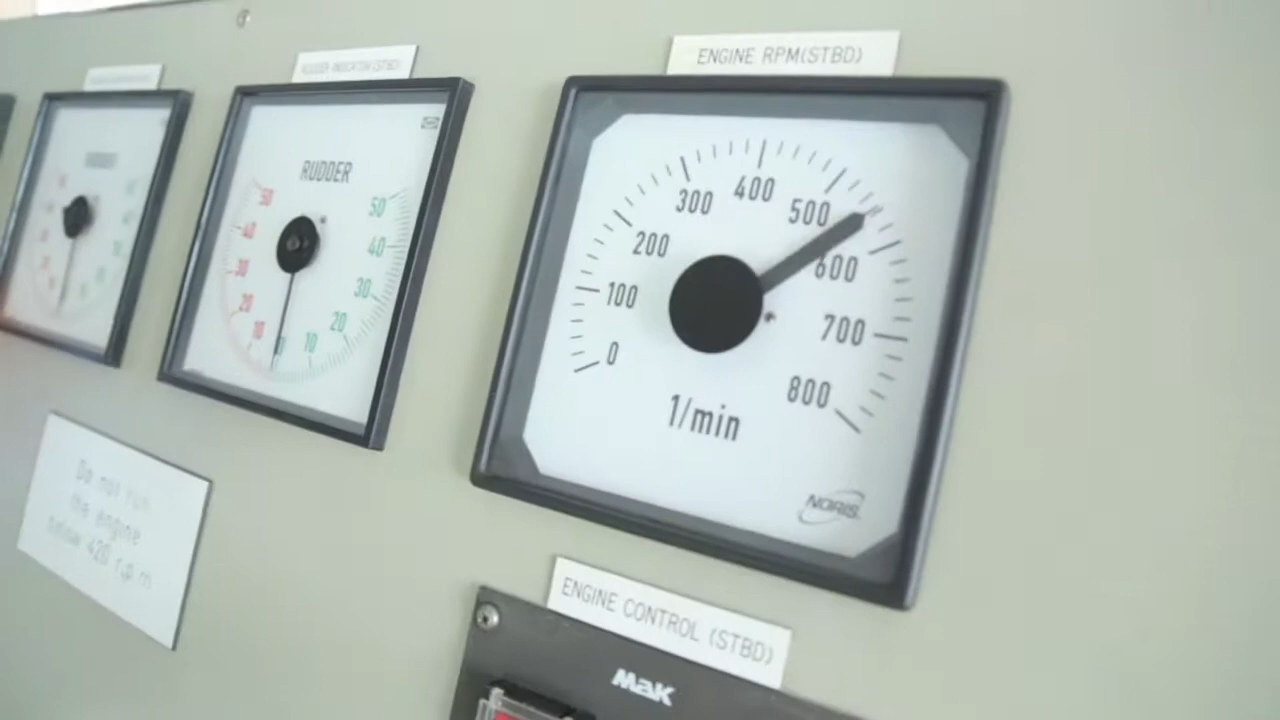 RUDDER INDICATOR (STBD)
ENGINE RPM(STBD)
RUDDER
RUDDER
50
40
30
20
10
0
10
20
30
40
50
0
100
200
300
400
500
600
700
800
1/min
NORIS
Do not run
the engine
below 420 r.p.m
ENGINE CONTROL (STBD)
MaK